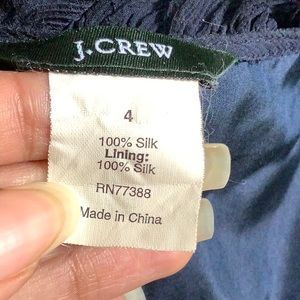 J.CREW
4
100% Silk
Lining:
100% Silk
RN77388
Made in China